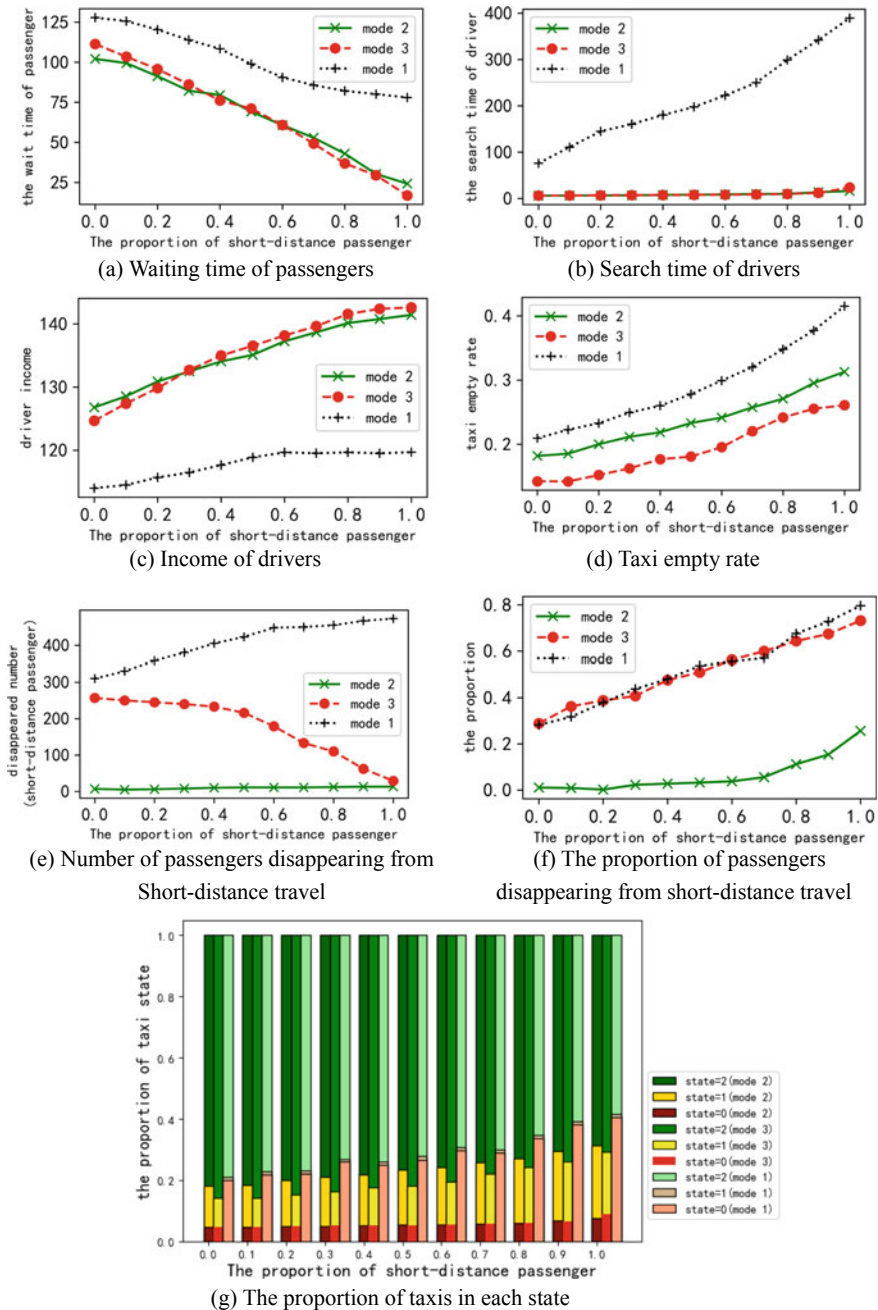 the wait time of passenger
125
100
75
50
25
mode 2
mode 3
mode 1
0.0 0.2 0.4 0.6 0.8 1.0
The proportion of short-distance passenger
(a) Waiting time of passengers
the search time of driver
400
300
200
100
0
mode 2
mode 3
mode 1
0.0 0.2 0.4 0.6 0.8 1.0
The proportion of short-distance passenger
(b) Search time of drivers
driver income
140
130
120
mode 2
mode 3
mode 1
0.0 0.2 0.4 0.6 0.8 1.0
The proportion of short-distance passenger
(c) Income of drivers
taxi empty rate
0.4
0.3
0.2
mode 2
mode 3
mode 1
0.0 0.2 0.4 0.6 0.8 1.0
The proportion of short-distance passenger
(d) Taxi empty rate
disappeared number
(short-distance passenger)
400
300
200
100
0
mode 2
mode 3
mode 1
0.0 0.2 0.4 0.6 0.8 1.0
The proportion of short-distance passenger
(e) Number of passengers disappearing from
Short-distance travel
the proportion
0.8
0.6
0.4
0.2
0.0
mode 2
mode 3
mode 1
0.0 0.2 0.4 0.6 0.8 1.0
The proportion of short-distance passenger
(f) The proportion of passengers
disappearing from short-distance travel
the proportion of taxi state
1.0
0.8
0.6
0.4
0.2
0.0
0.0 0.1 0.2 0.3 0.4 0.5 0.6 0.7 0.8 0.9 1.0
The proportion of short-distance passenger
state=2(mode 2)
state=1(mode 2)
state=0(mode 2)
state=2(mode 3)
state=1(mode 3)
state=0(mode 3)
state=2(mode 1)
state=1(mode 1)
state=0(mode 1)
(g) The proportion of taxis in each state